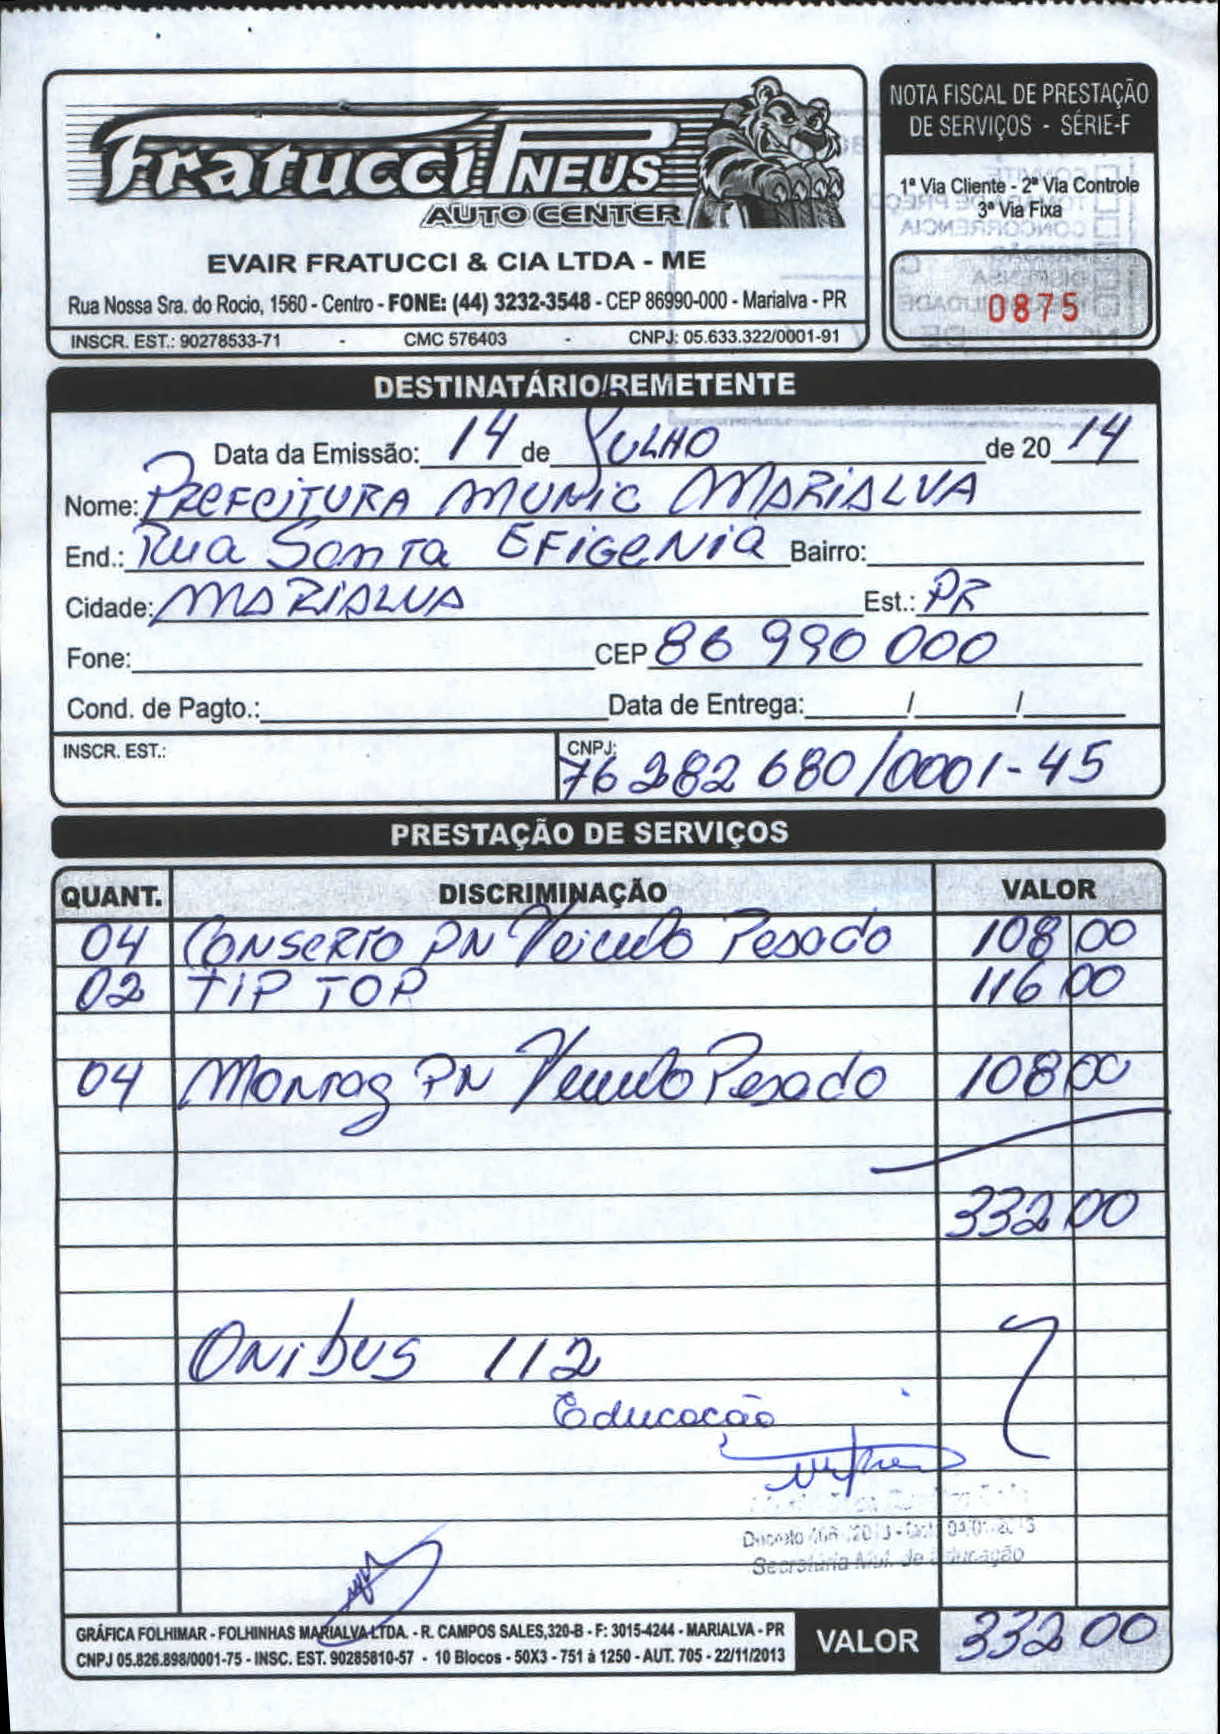 Fratucci PNEUS
AUTO CENTER
EVAIR FRATUCCI & CIA LTDA - ME
Rua Nossa Sra. do Rocio, 1560 - Centro - FONE: (44) 3232-3548 - CEP 86990-000 - Marialva - PR
INSCR. EST.: 90278533-71 - CMC 576403 - CNPJ: 05.633.322/0001-91
NOTA FISCAL DE PRESTAÇÃO
DE SERVIÇOS - SÉRIE-F
1ª Via Cliente - 2ª Via Controle
3ª Via Fixa
0875
DESTINATÁRIO/REMETENTE
Data da Emissão: 14 de JULHO de 20 14
Nome: PREFEITURA MUNIC MARIALVA
End.: Rua Santa EFIGENIA Bairro:
Cidade: MARIALVA Est.: PR
Fone: CEP 86 990 000
Cond. de Pagto.: Data de Entrega: / /
INSCR. EST.: CNPJ: 76 282 680/0001-45
PRESTAÇÃO DE SERVIÇOS
QUANT. DISCRIMINAÇÃO VALOR
04 CONSERTO PN Veiculo Pesado 108 00
02 TIP TOP 116 00
04 Montag PN Veiculo Pesado 108 00
332 00
ONibus 112
Educação
Secretária Mul. de Educação
GRÁFICA FOLHIMAR - FOLHINHAS MARIALVA LTDA. - R. CAMPOS SALES, 320-B - F: 3015-4244 - MARIALVA - PR
CNPJ 05.826.898/0001-75 - INSC. EST. 90285810-57 - 10 Blocos - 50X3 - 751 à 1250 - AUT. 705 - 22/11/2013
VALOR 332 00